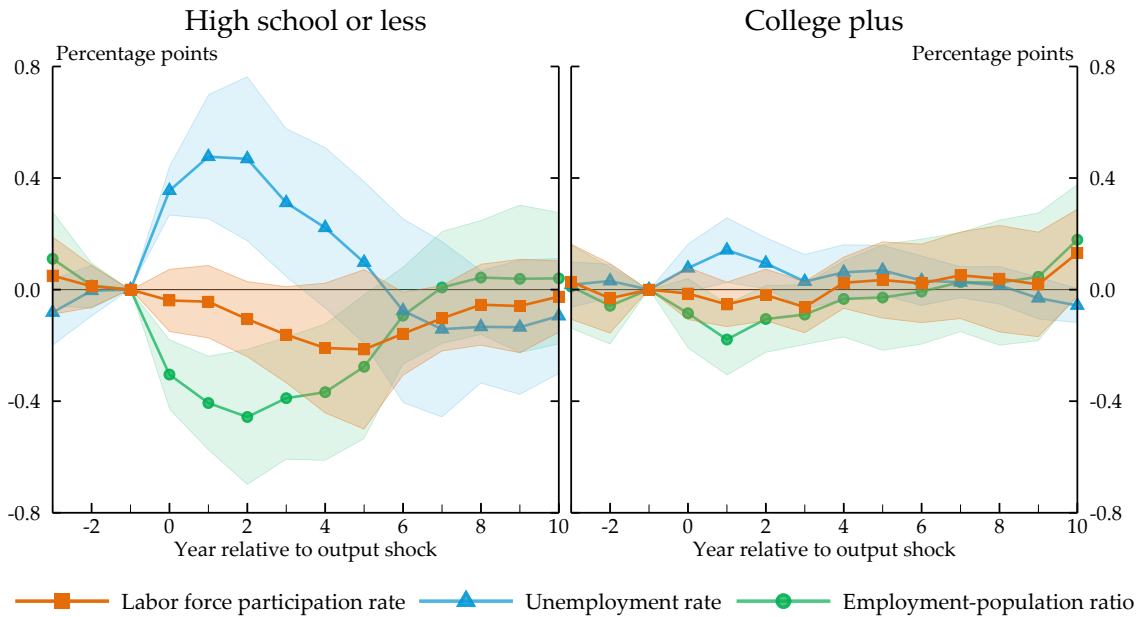 High school or less
College plus
Percentage points
Percentage points
0.8
0.4
0.0
-0.4
-0.8
0.8
0.4
0.0
-0.4
-0.8
-2 0 2 4 6 8 10
-2 0 2 4 6 8 10
Year relative to output shock
Year relative to output shock
Labor force participation rate
Unemployment rate
Employment-population ratio